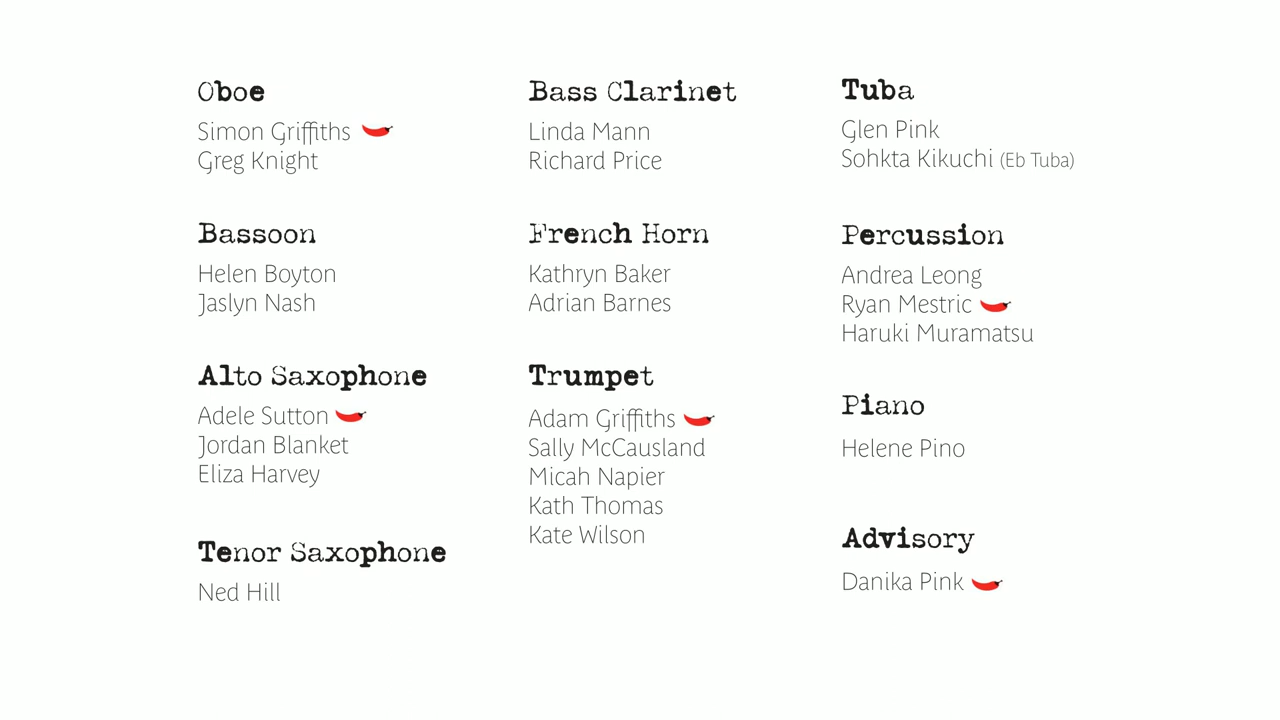 Oboe
Simon Griffiths
Greg Knight
Bassoon
Helen Boyton
Jaslyn Nash
Alto Saxophone
Adele Sutton
Jordan Blanket
Eliza Harvey
Tenor Saxophone
Ned Hill
Bass Clarinet
Linda Mann
Richard Price
French Horn
Kathryn Baker
Adrian Barnes
Trumpet
Adam Griffiths
Sally McCausland
Micah Napier
Kath Thomas
Kate Wilson
Tuba
Glen Pink
Sohkta Kikuchi (Eb Tuba)
Percussion
Andrea Leong
Ryan Mestric
Haruki Muramatsu
Piano
Helene Pino
Advisory
Danika Pink